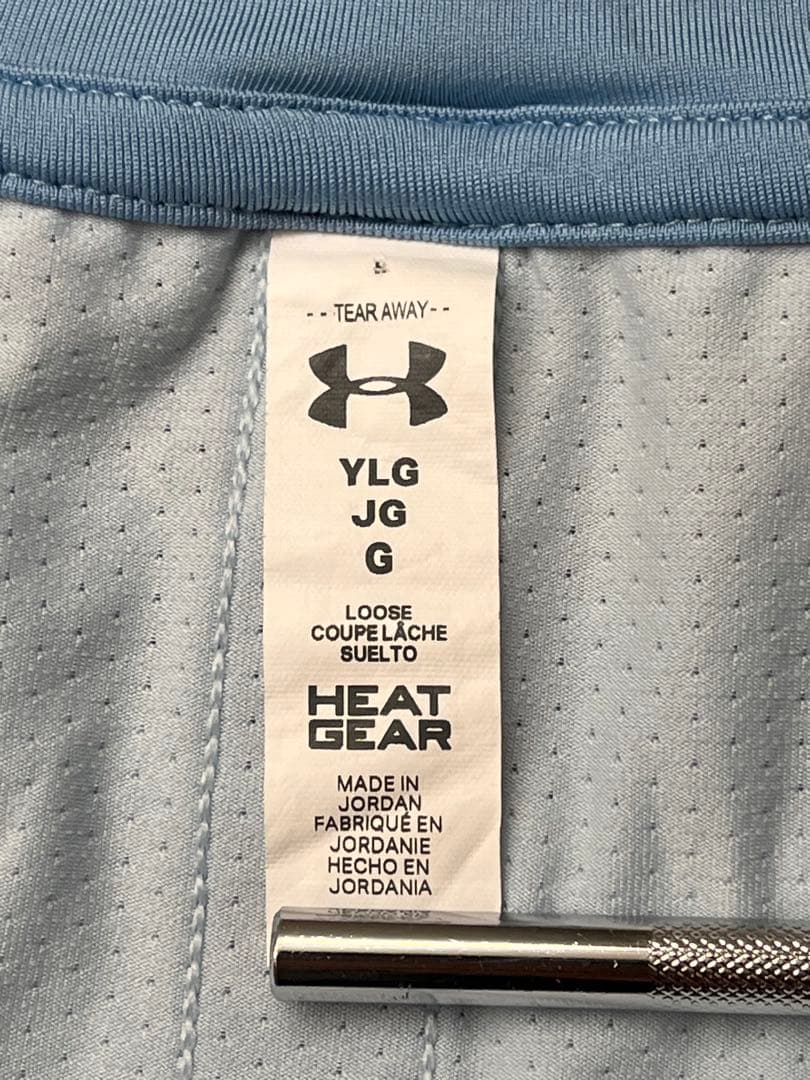 - - TEAR AWAY - -
YLG
JG
G
LOOSE
COUPE LÂCHE
SUELTO
HEAT
GEAR
MADE IN
JORDAN
FABRIQUÉ EN
JORDANIE
HECHO EN
JORDANIA